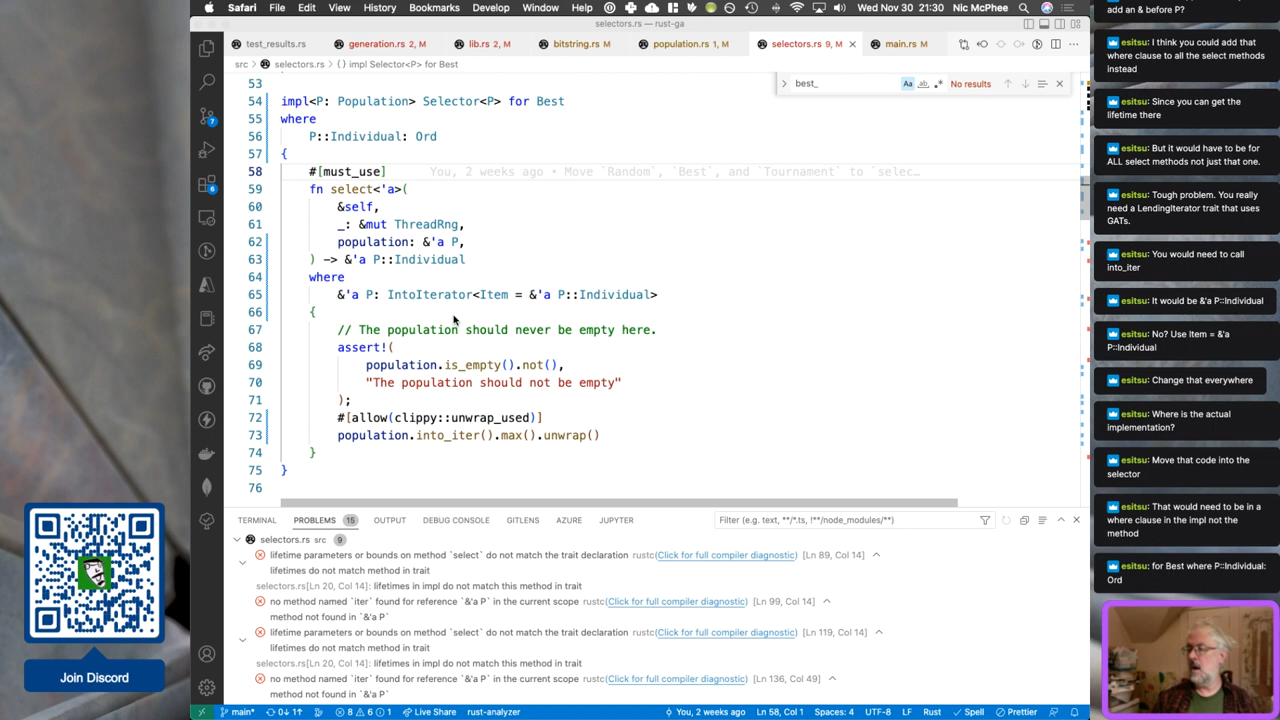 Safari File Edit View History Bookmarks Develop Window Help Wed Nov 30 21:30 Nic McPhee
selectors.rs — rust-ga
test_results.rs generation.rs 2, M lib.rs 2, M bitstring.rs M population.rs 1, M selectors.rs 9, M main.rs M
src > selectors.rs > {} impl Selector<P> for Best
best_
Aa ab No results
53
54 impl<P: Population> Selector<P> for Best
55 where
56 P::Individual: Ord
57 {
58 #[must_use] You, 2 weeks ago • Move `Random`, `Best`, and `Tournament` to `selec…
59 fn select<'a>(
60 &self,
61 _: &mut ThreadRng,
62 population: &'a P,
63 ) -> &'a P::Individual
64 where
65 &'a P: IntoIterator<Item = &'a P::Individual>
66 {
67 // The population should never be empty here.
68 assert!(
69 population.is_empty().not(),
70 "The population should not be empty"
71 );
72 #[allow(clippy::unwrap_used)]
73 population.into_iter().max().unwrap()
74 }
75 }
76
TERMINAL PROBLEMS 15 OUTPUT DEBUG CONSOLE GITLENS AZURE JUPYTER Filter (e.g. text, **/*.ts, !**/node_modules/**)
selectors.rs src 9
lifetime parameters or bounds on method `select` do not match the trait declaration rustc(Click for full compiler diagnostic) [Ln 89, Col 14]
lifetimes do not match method in trait
selectors.rs[Ln 20, Col 14]: lifetimes in impl do not match this method in trait
no method named `iter` found for reference `&'a P` in the current scope rustc(Click for full compiler diagnostic) [Ln 99, Col 14]
method not found in `&'a P`
lifetime parameters or bounds on method `select` do not match the trait declaration rustc(Click for full compiler diagnostic) [Ln 119, Col 14]
lifetimes do not match method in trait
selectors.rs[Ln 20, Col 14]: lifetimes in impl do not match this method in trait
no method named `iter` found for reference `&'a P` in the current scope rustc(Click for full compiler diagnostic) [Ln 136, Col 49]
method not found in `&'a P`
main* 0↓ 1↑ 8 6 1 Live Share rust-analyzer You, 2 weeks ago Ln 58, Col 1 Spaces: 4 UTF-8 LF Rust Spell Prettier
7
6
Join Discord
add an & before P?
esitsu: I think you could add that
where clause to all the select methods
instead
esitsu: Since you can get the
lifetime there
esitsu: But it would have to be for
ALL select methods not just that one.
esitsu: Tough problem. You really
need a LendingIterator trait that uses
GATs.
esitsu: You would need to call
into_iter
esitsu: It would be &'a P::Individual
esitsu: No? Use Item = &'a
P::Individual
esitsu: Change that everywhere
esitsu: Where is the actual
implementation?
esitsu: Move that code into the
selector
esitsu: That would need to be in a
where clause in the impl not the
method
esitsu: for Best where P::Individual:
Ord